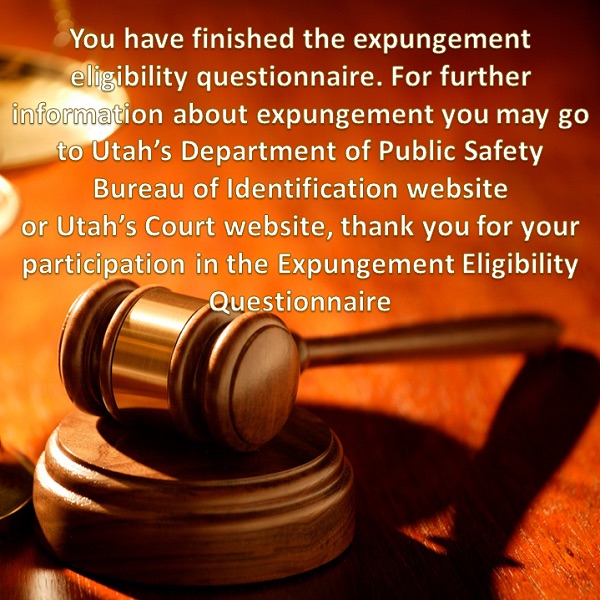 You have finished the expungement
eligibility questionnaire. For further
information about expungement you may go
to Utah's Department of Public Safety
Bureau of Identification website
or Utah's Court website, thank you for your
participation in the Expungement Eligibility
Questionnaire